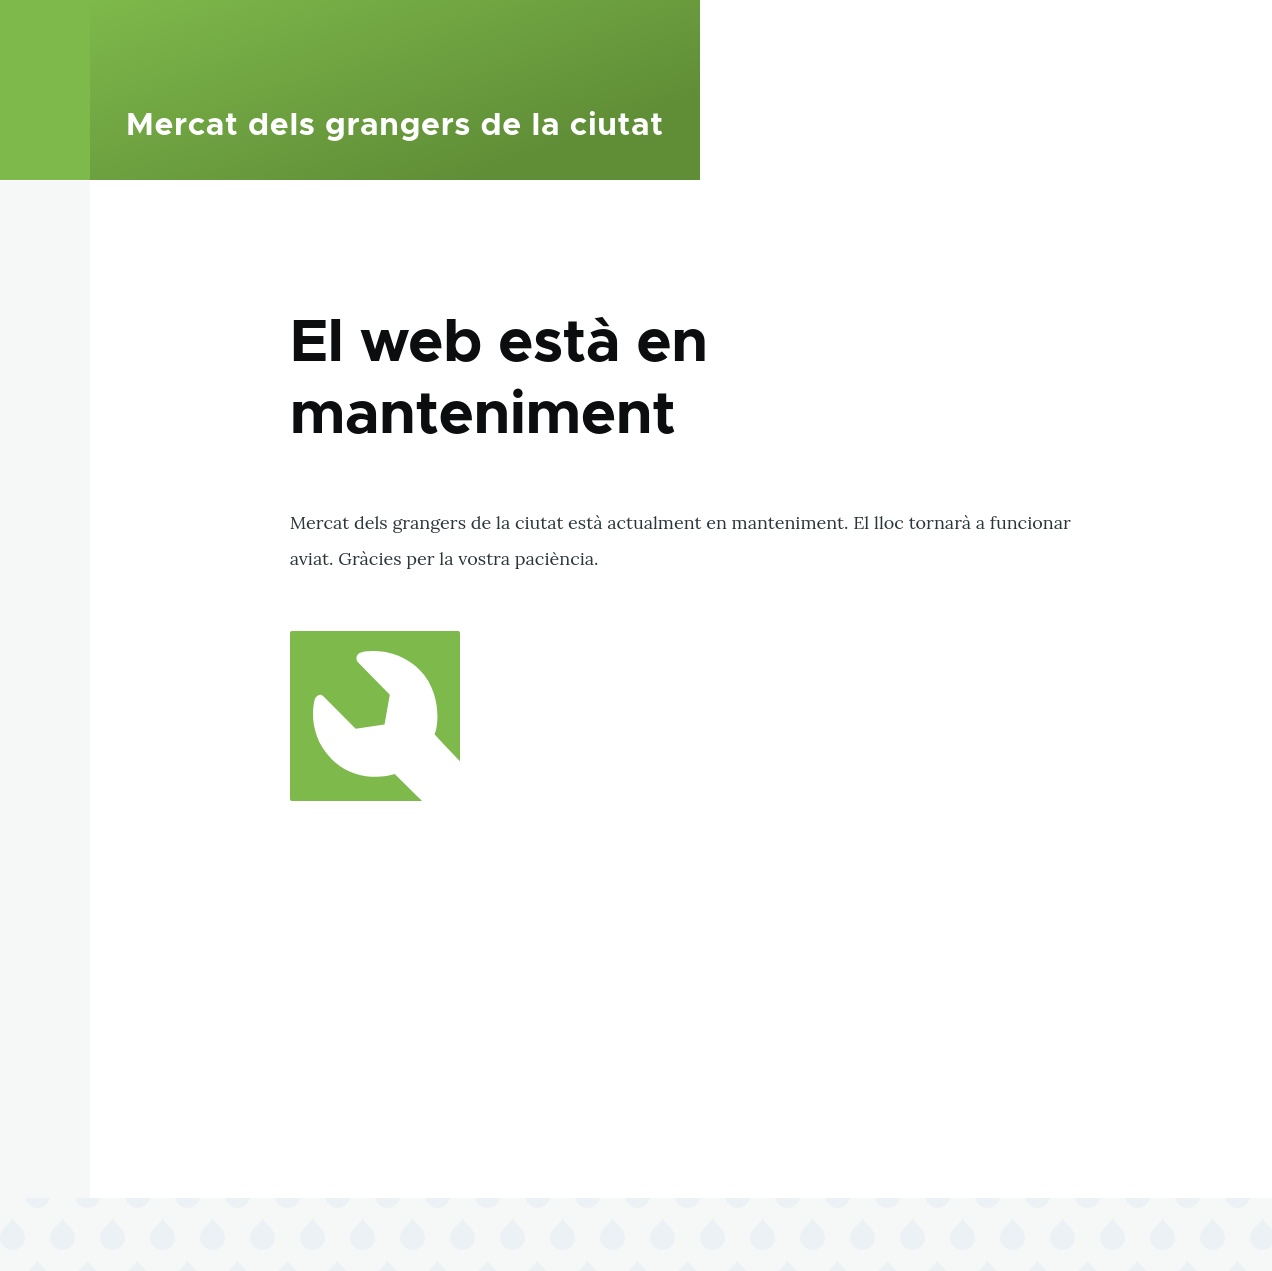 Mercat dels grangers de la ciutat
El web està en
manteniment
Mercat dels grangers de la ciutat està actualment en manteniment. El lloc tornarà a funcionar
aviat. Gràcies per la vostra paciència.